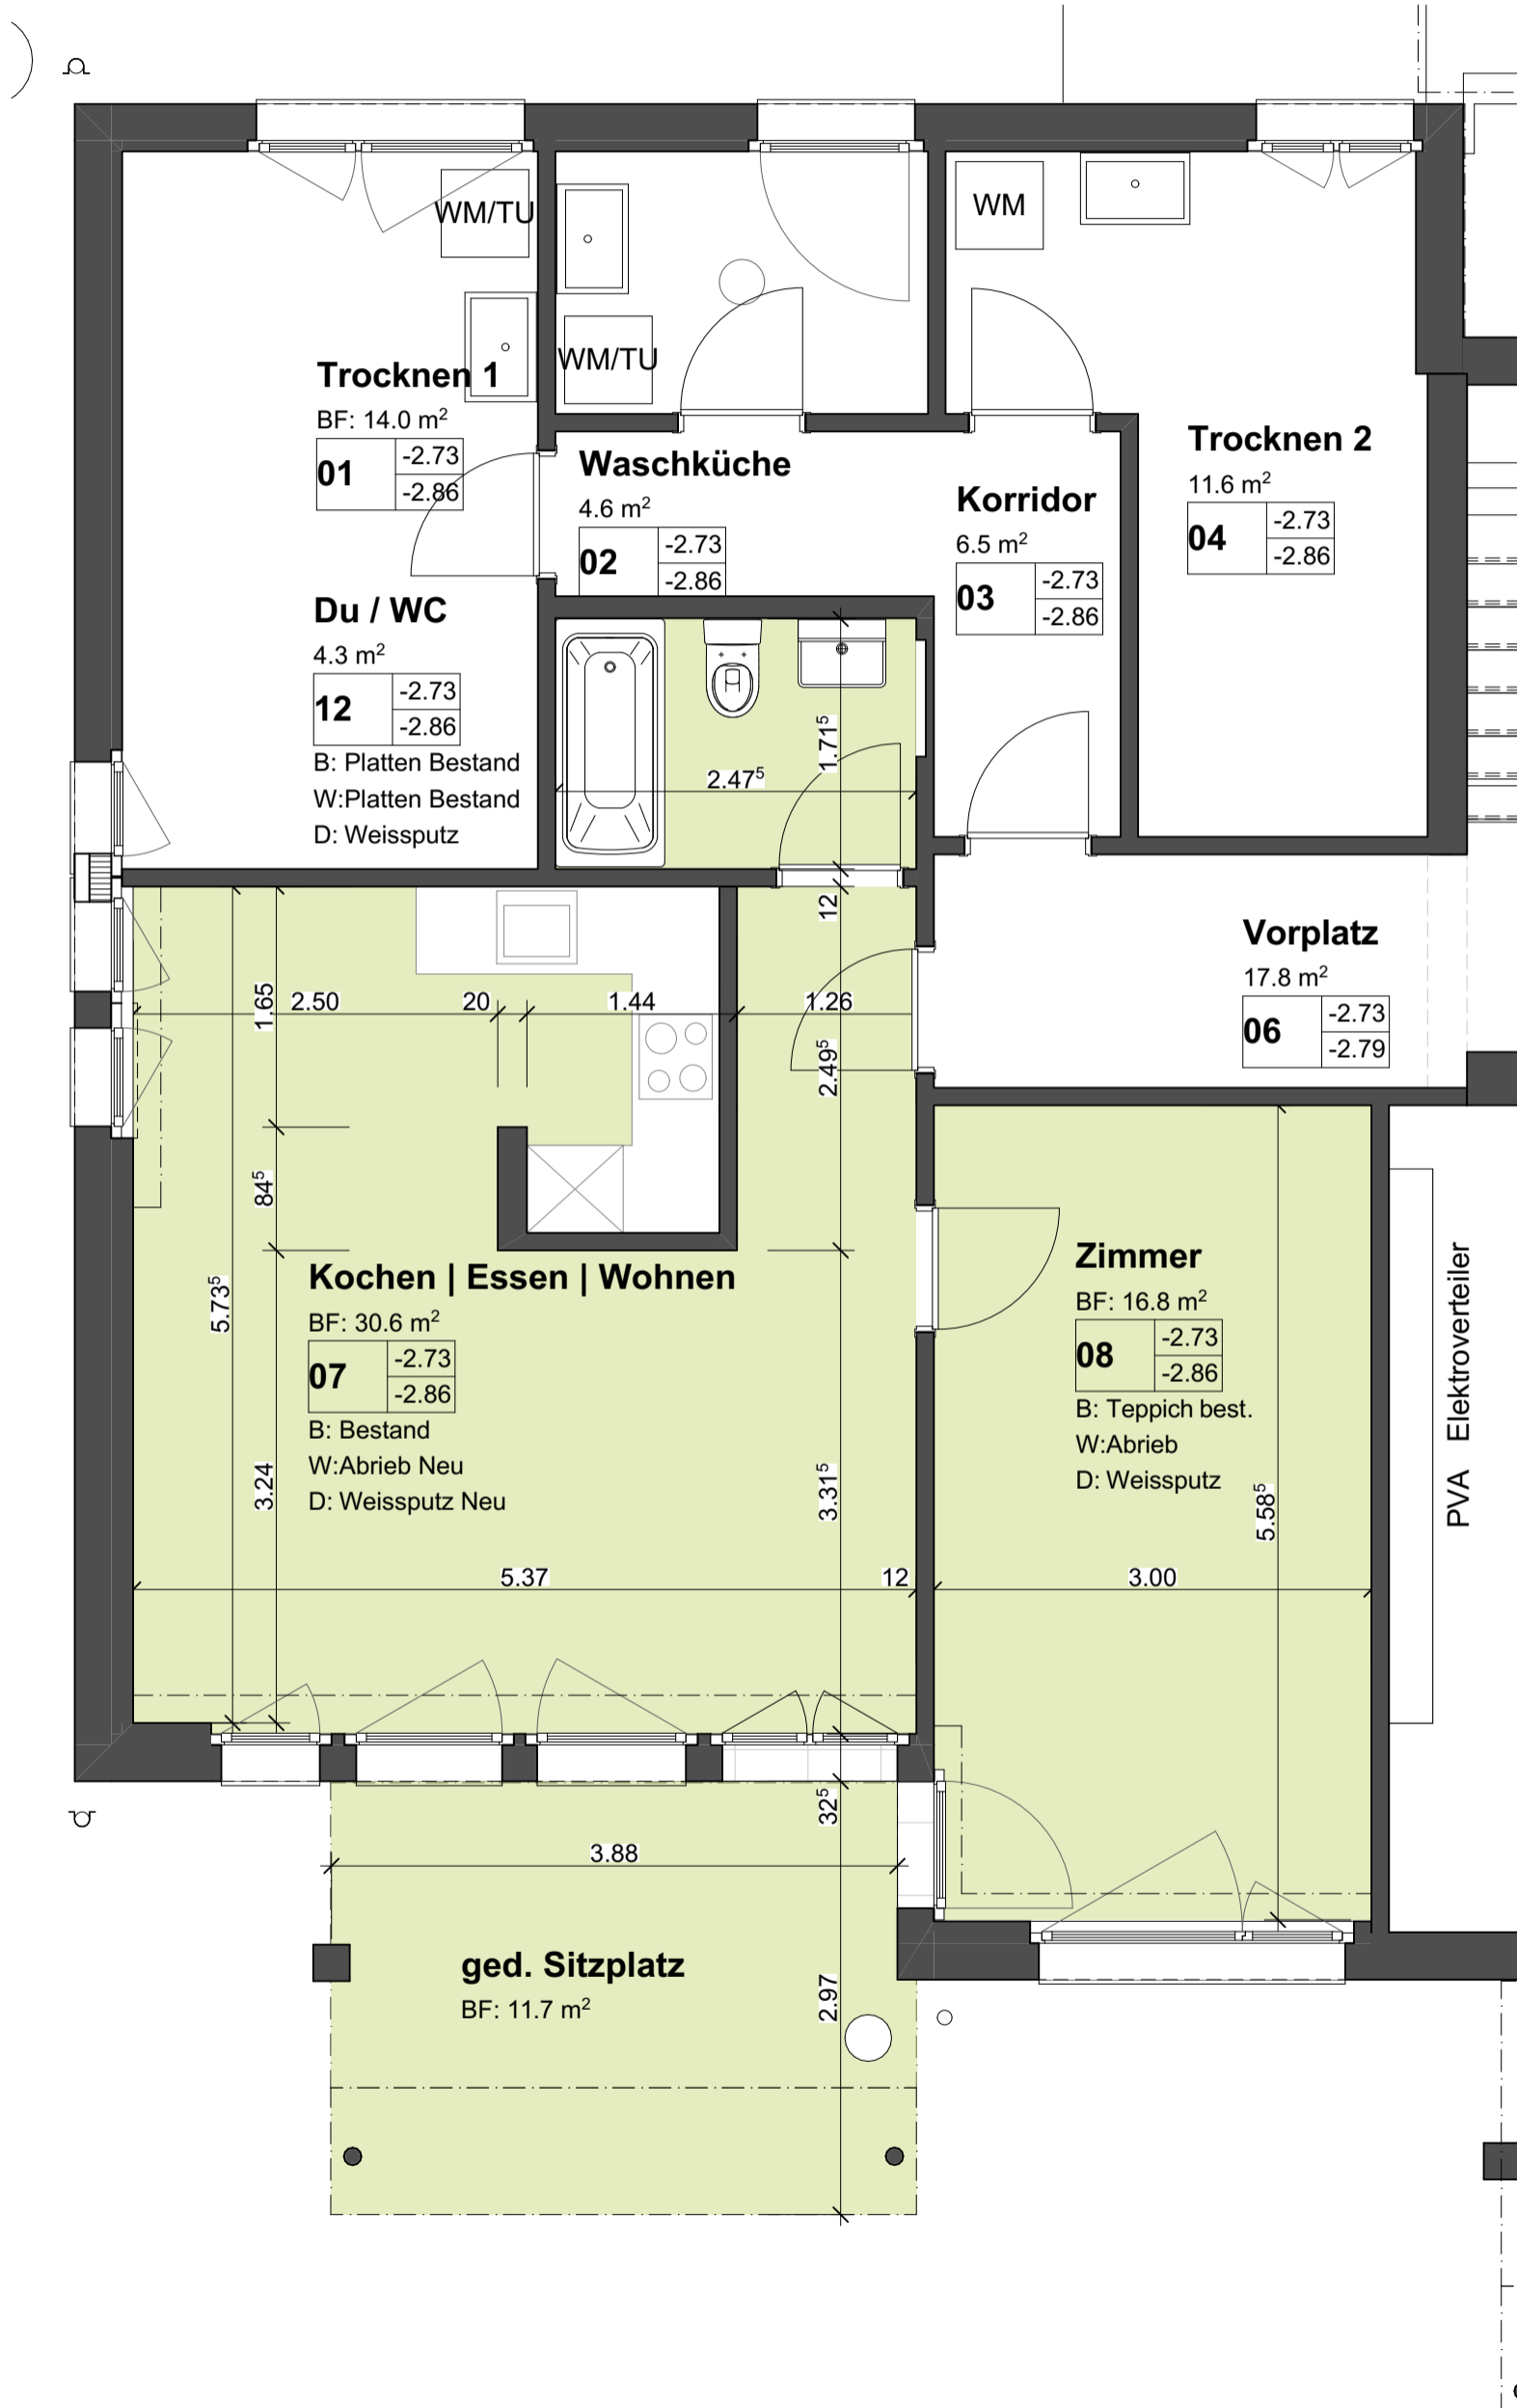 WM/TU
WM/TU
WM
Trocknen 1
BF: 14.0 m²
01
-2.73
-2.86
Waschküche
4.6 m²
02
-2.73
-2.86
Korridor
6.5 m²
03
-2.73
-2.86
Trocknen 2
11.6 m²
04
-2.73
-2.86
Du / WC
4.3 m²
12
-2.73
-2.86
B: Platten Bestand
W:Platten Bestand
D: Weissputz
1.71⁵
2.47⁵
12
Vorplatz
17.8 m²
06
-2.73
-2.79
1.65
2.50
20
1.44
1.26
2.49⁵
84⁵
5.73⁵
Kochen | Essen | Wohnen
BF: 30.6 m²
07
-2.73
-2.86
B: Bestand
W:Abrieb Neu
D: Weissputz Neu
3.24
3.31⁵
5.37
12
Zimmer
BF: 16.8 m²
08
-2.73
-2.86
B: Teppich best.
W:Abrieb
D: Weissputz
5.58⁵
3.00
PVA Elektroverteiler
32⁵
3.88
ged. Sitzplatz
BF: 11.7 m²
2.97